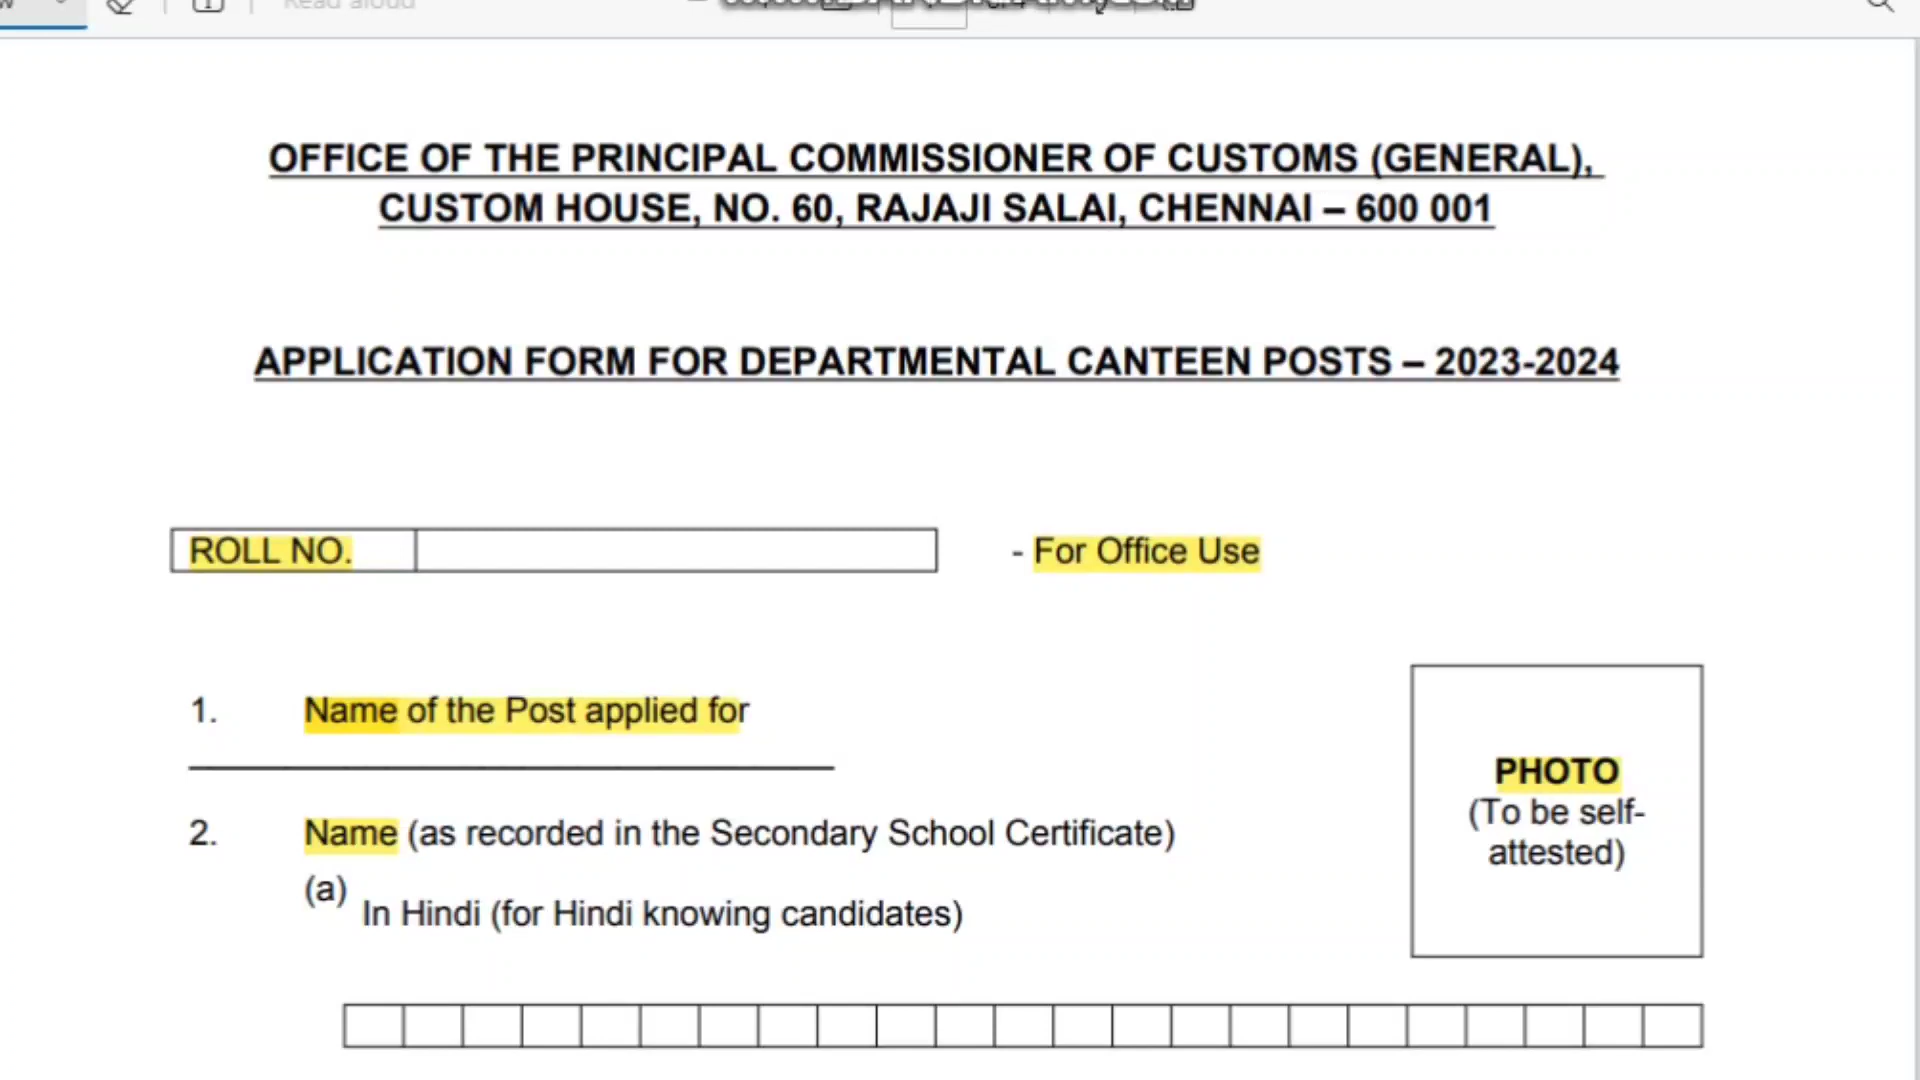 Read aloud
OFFICE OF THE PRINCIPAL COMMISSIONER OF CUSTOMS (GENERAL),
CUSTOM HOUSE, NO. 60, RAJAJI SALAI, CHENNAI – 600 001
APPLICATION FORM FOR DEPARTMENTAL CANTEEN POSTS – 2023-2024
ROLL NO. - For Office Use
1. Name of the Post applied for
2. Name (as recorded in the Secondary School Certificate)
(a) In Hindi (for Hindi knowing candidates)
PHOTO
(To be self-
attested)